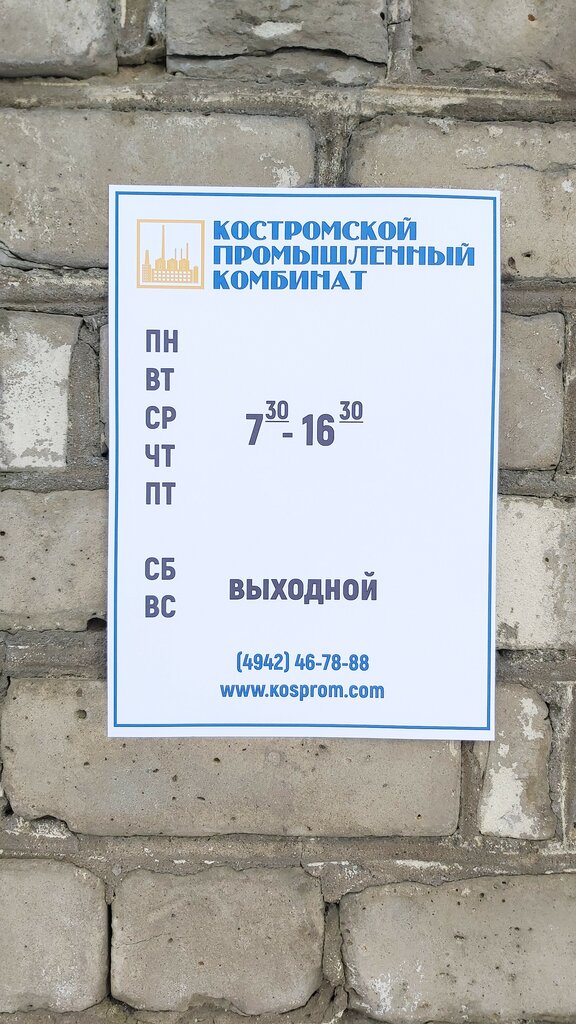 КОСТРОМСКОЙ
ПРОМЫШЛЕННЫЙ
КОМБИНАТ
ПН
ВТ
СР
7 30 - 16 30
ЧТ
ПТ
СБ
ВЫХОДНОЙ
ВС
(4942) 46-78-88
www.kosprom.com